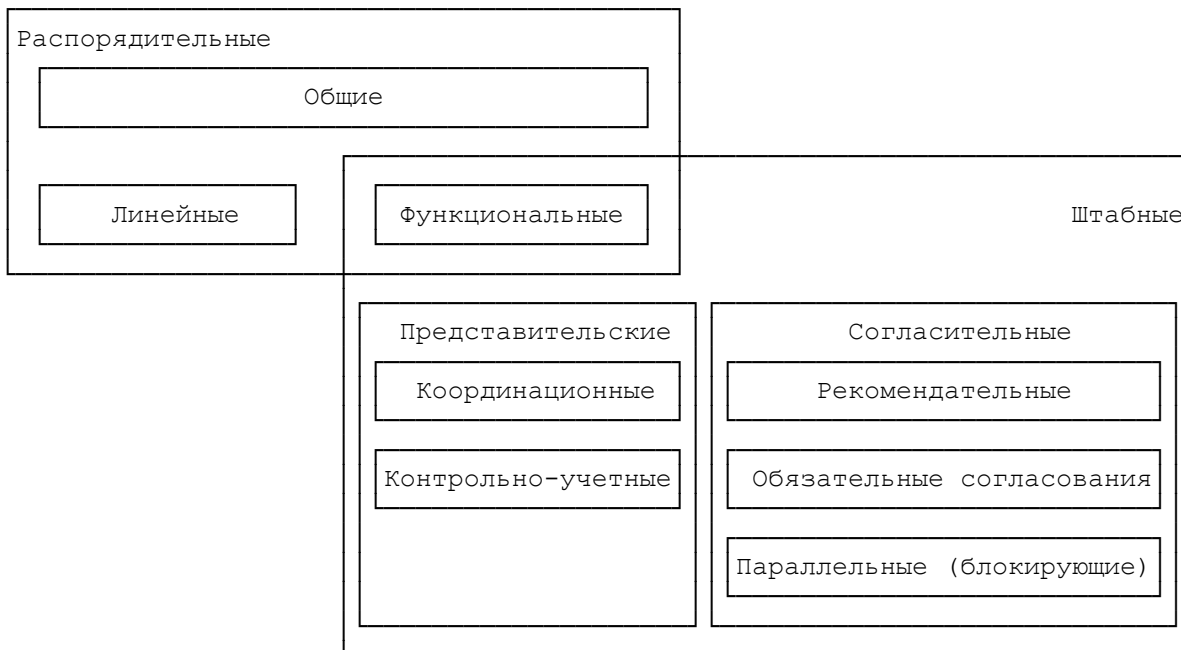 Распорядительные
Общие
Линейные
Функциональные
Штабные
Представительские
Согласительные
Координационные
Рекомендательные
Контрольно-учетные
Обязательные согласования
Параллельные (блокирующие)